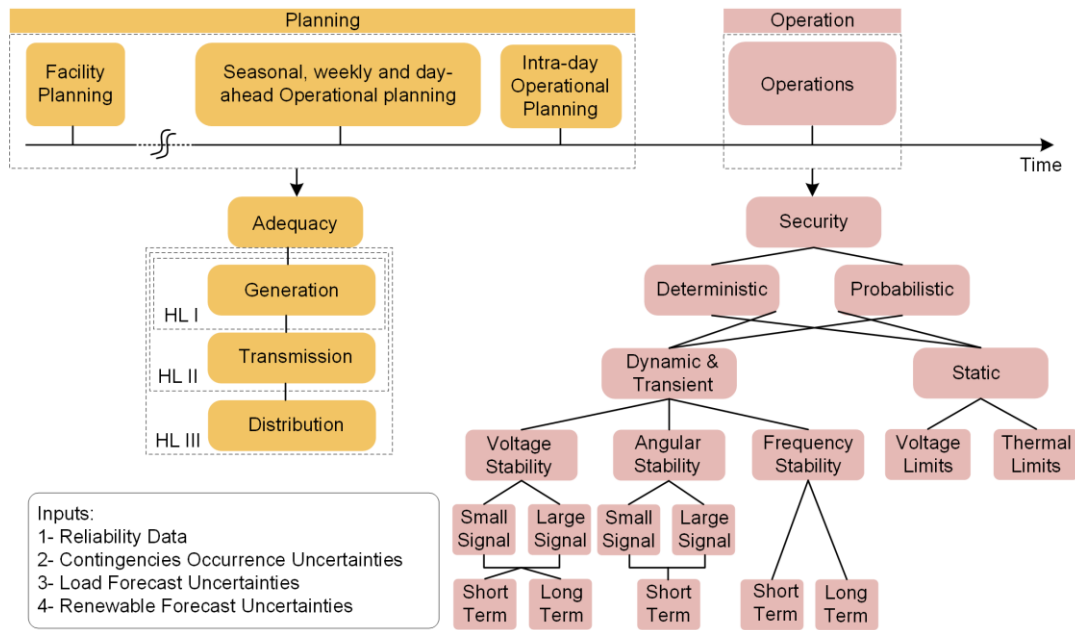 Planning
Operation
Facility
Planning
Seasonal, weekly and day-
ahead Operational planning
Intra-day
Operational
Planning
Operations
Time
Adequacy
Security
Generation
HL I
Deterministic
Probabilistic
Transmission
HL II
Dynamic &
Transient
Static
Distribution
HL III
Voltage
Stability
Angular
Stability
Frequency
Stability
Voltage
Limits
Thermal
Limits
Inputs:
1- Reliability Data
2- Contingencies Occurrence Uncertainties
3- Load Forecast Uncertainties
4- Renewable Forecast Uncertainties
Small
Signal
Large
Signal
Small
Signal
Large
Signal
Short
Term
Long
Term
Short
Term
Short
Term
Long
Term